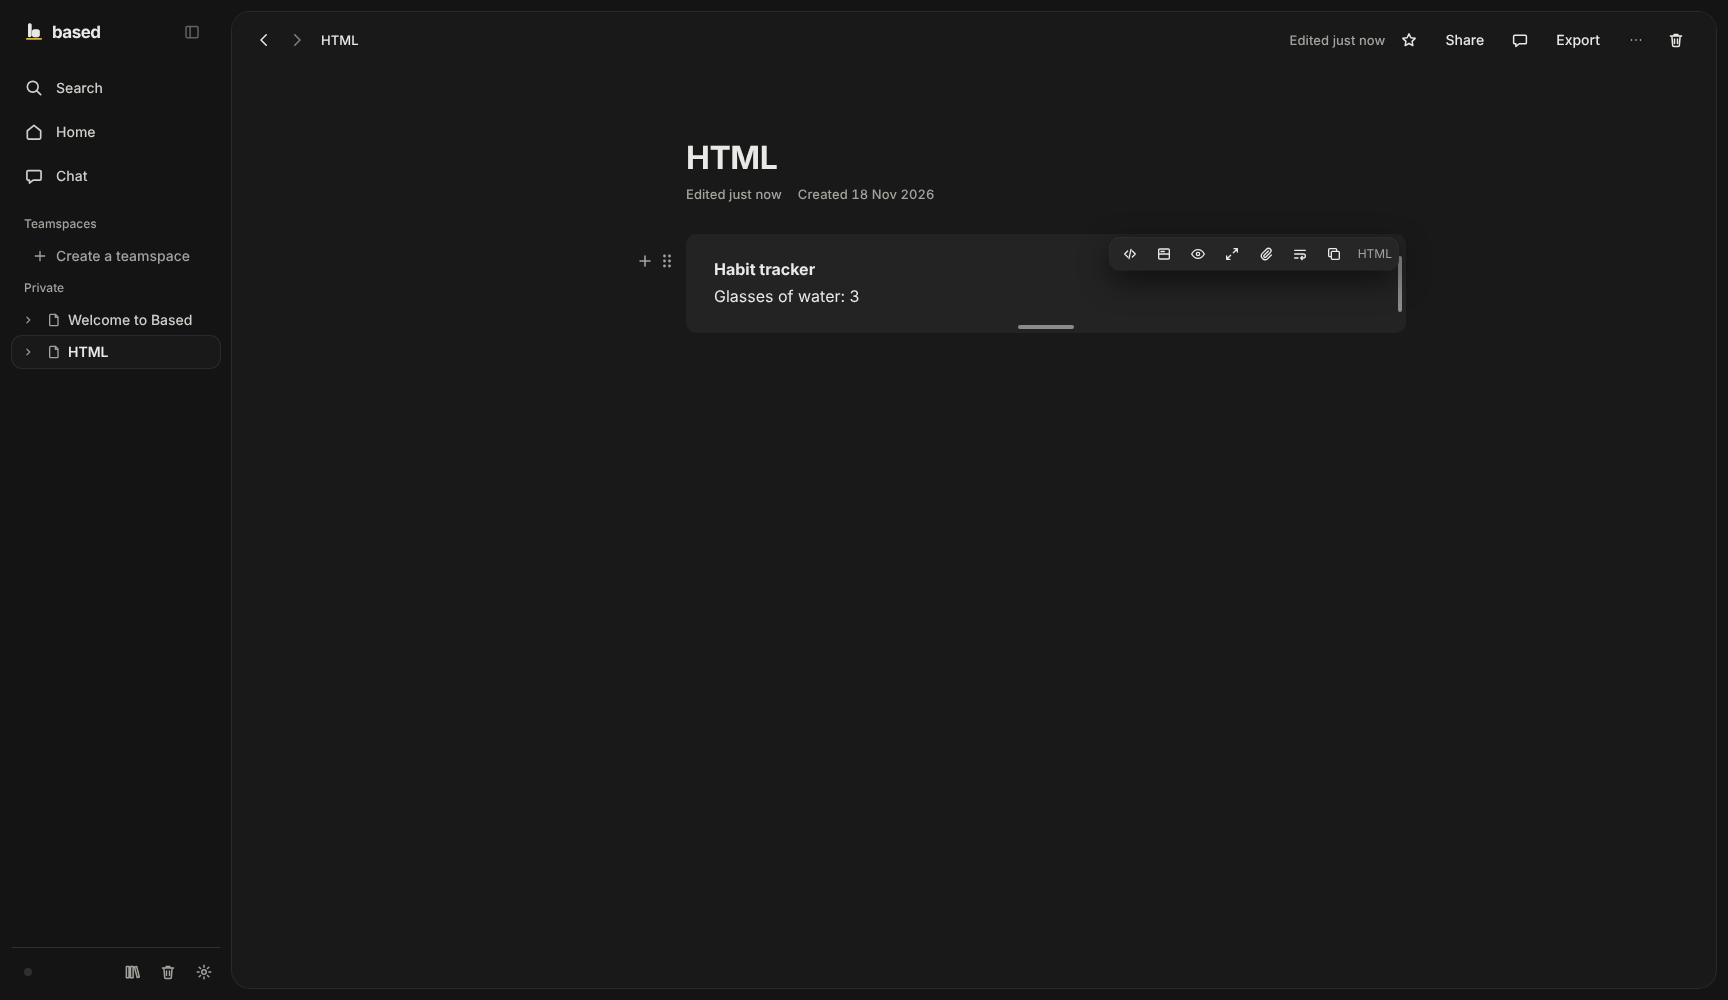 based
Search
Home
Chat
Teamspaces
Create a teamspace
Private
Welcome to Based
HTML
HTML
Edited just now
Share
Export
HTML
Edited just now Created 18 Nov 2026
HTML
Habit tracker
Glasses of water: 3